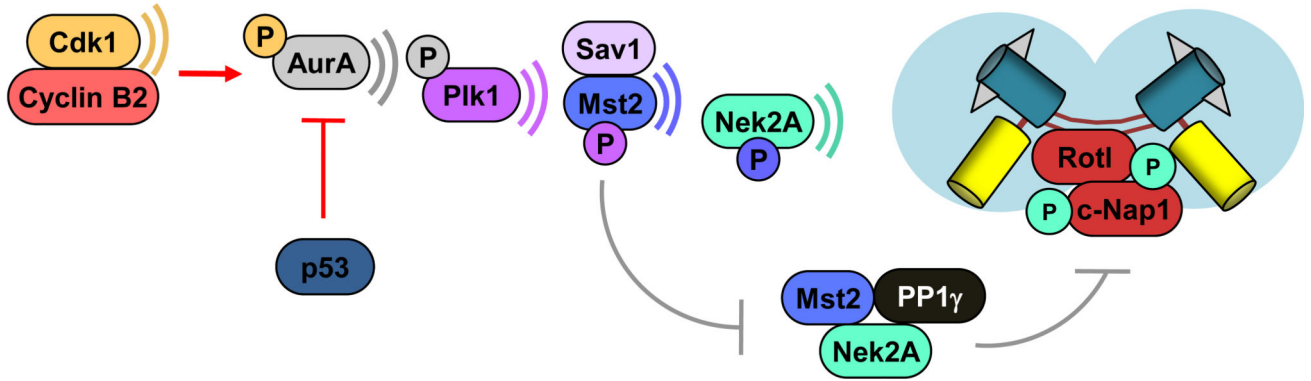 Cdk1
Cyclin B2
P
AurA
p53
P
Plk1
Sav1
Mst2
P
Nek2A
P
Rotl
P
P
c-Nap1
Mst2
PP1γ
Nek2A